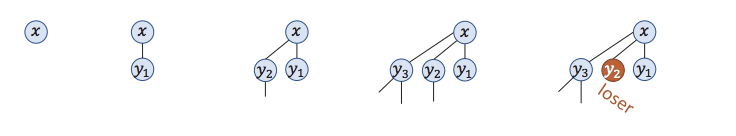 x x x x x
y₁ y₂ y₁ y₃ y₂ y₁ y₃ y₂ y₁
loser